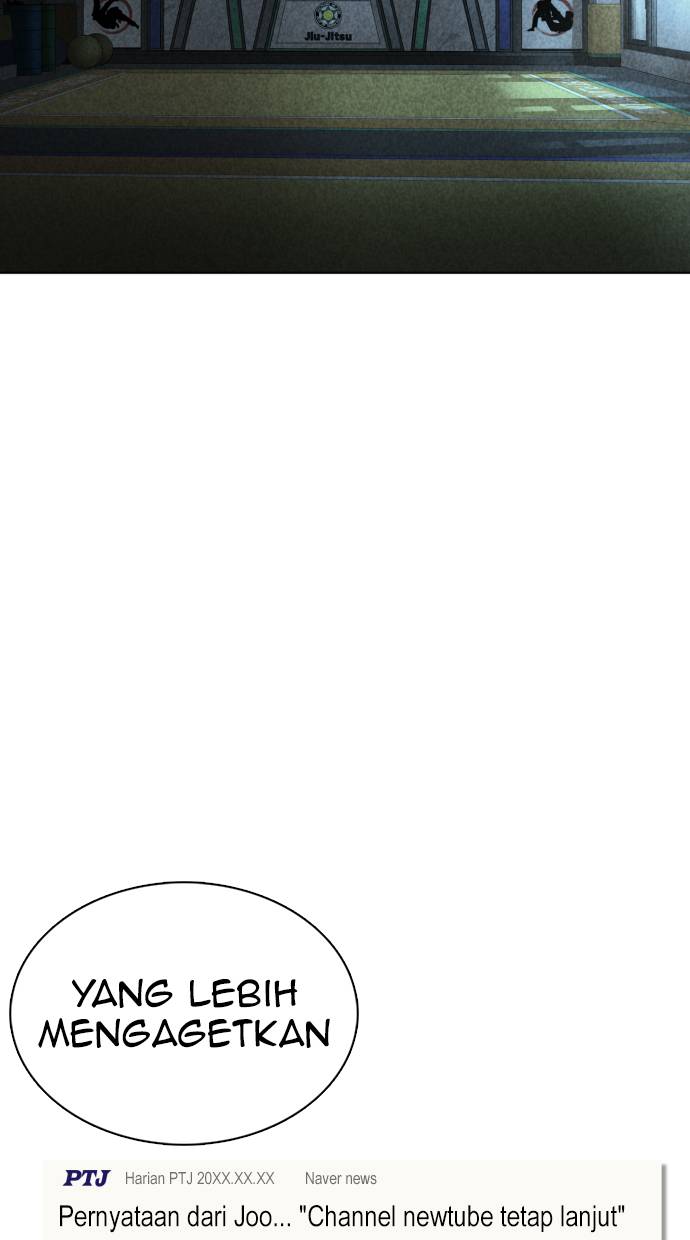 Jiu-Jitsu
YANG LEBIH
MENGAGETKAN
PTJ Harian PTJ 20XX.XX.XX Naver news
Pernyataan dari Joo... "Channel newtube tetap lanjut"